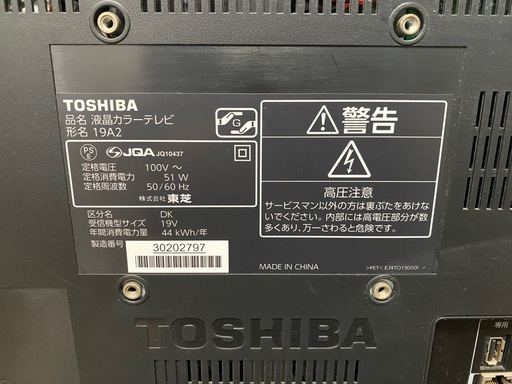 TOSHIBA
品名 液晶カラーテレビ
形名 19A2
G
PS
E
JQA JQ10437
定格電圧 100V ～
定格消費電力 51 W
定格周波数 50/60 Hz
株式会社 東芝
区分名 DK
受信機型サイズ 19V
年間消費電力量 44 kWh/年
製造番号 30202797
警告
高圧注意
サービスマン以外の方は裏ぶたをあけな
いでください。内部には高電圧部分が数
多くあり、万一さわると危険です。
MADE IN CHINA
TOSHIBA
専用